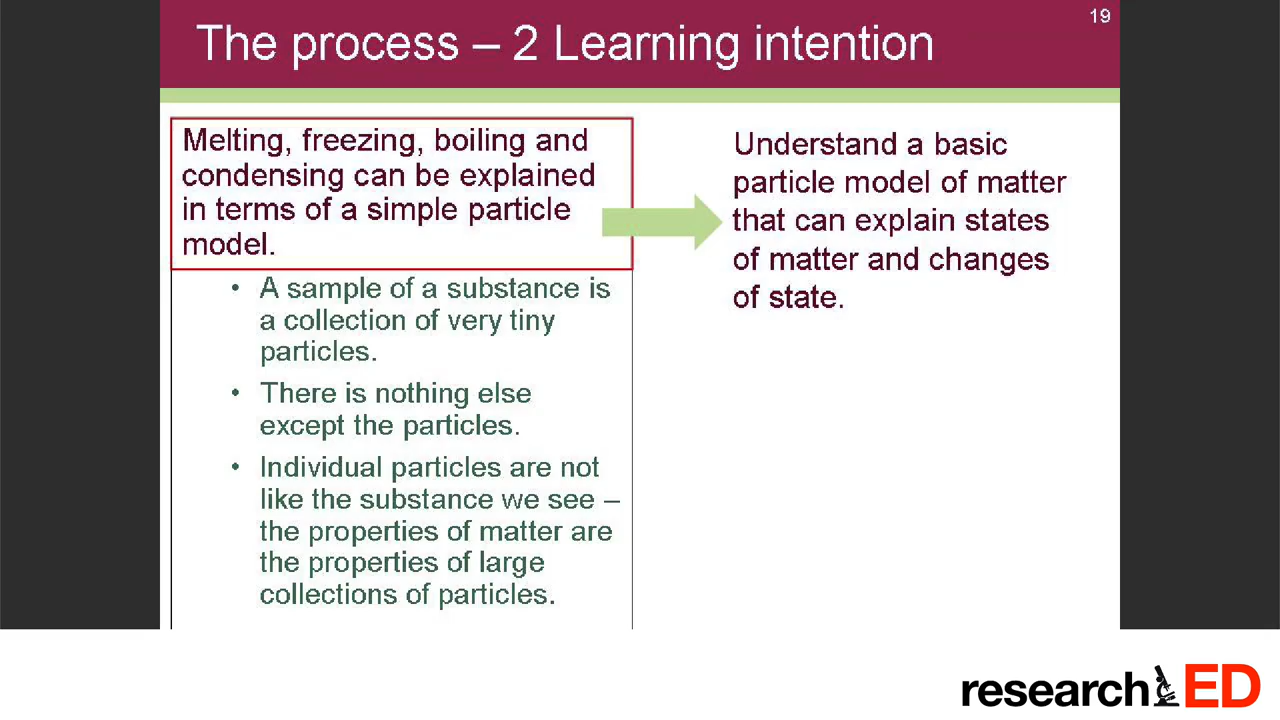 19
The process – 2 Learning intention
Melting, freezing, boiling and
condensing can be explained
in terms of a simple particle
model.
• A sample of a substance is
a collection of very tiny
particles.
• There is nothing else
except the particles.
• Individual particles are not
like the substance we see –
the properties of matter are
the properties of large
collections of particles.
Understand a basic
particle model of matter
that can explain states
of matter and changes
of state.
researchED